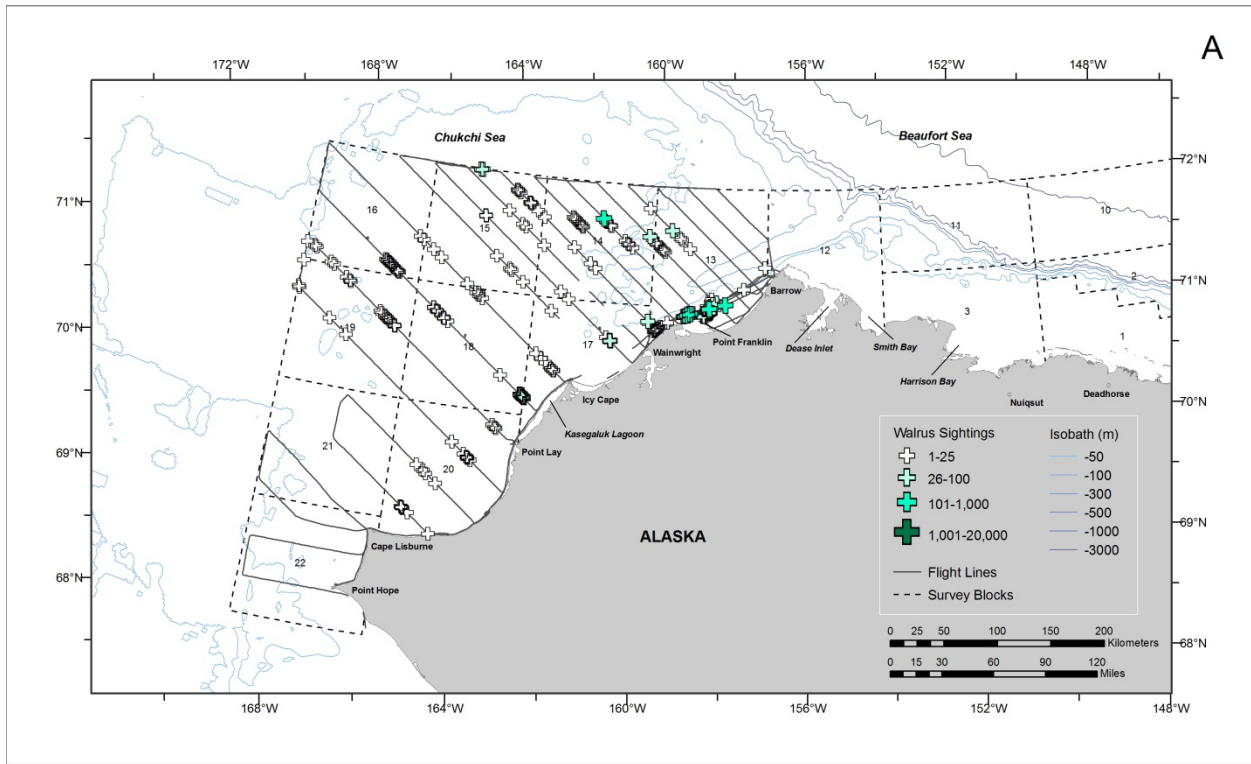 A
172°W 168°W 164°W 160°W 156°W 152°W 148°W
Chukchi Sea
Beaufort Sea
72°N
71°N
71°N
70°N
70°N
69°N
69°N
68°N
68°N
16
15
14
13
12
11
10
2
3
1
19
18
17
21
20
22
Barrow
Point Franklin
Wainwright
Dease Inlet
Smith Bay
Harrison Bay
Nuiqsut
Deadhorse
Icy Cape
Kasegaluk Lagoon
Point Lay
Cape Lisburne
Point Hope
ALASKA
Walrus Sightings
1-25
26-100
101-1,000
1,001-20,000
Flight Lines
Survey Blocks
Isobath (m)
-50
-100
-300
-500
-1000
-3000
0 25 50 100 150 200
Kilometers
0 15 30 60 90 120
Miles
168°W 164°W 160°W 156°W 152°W 148°W